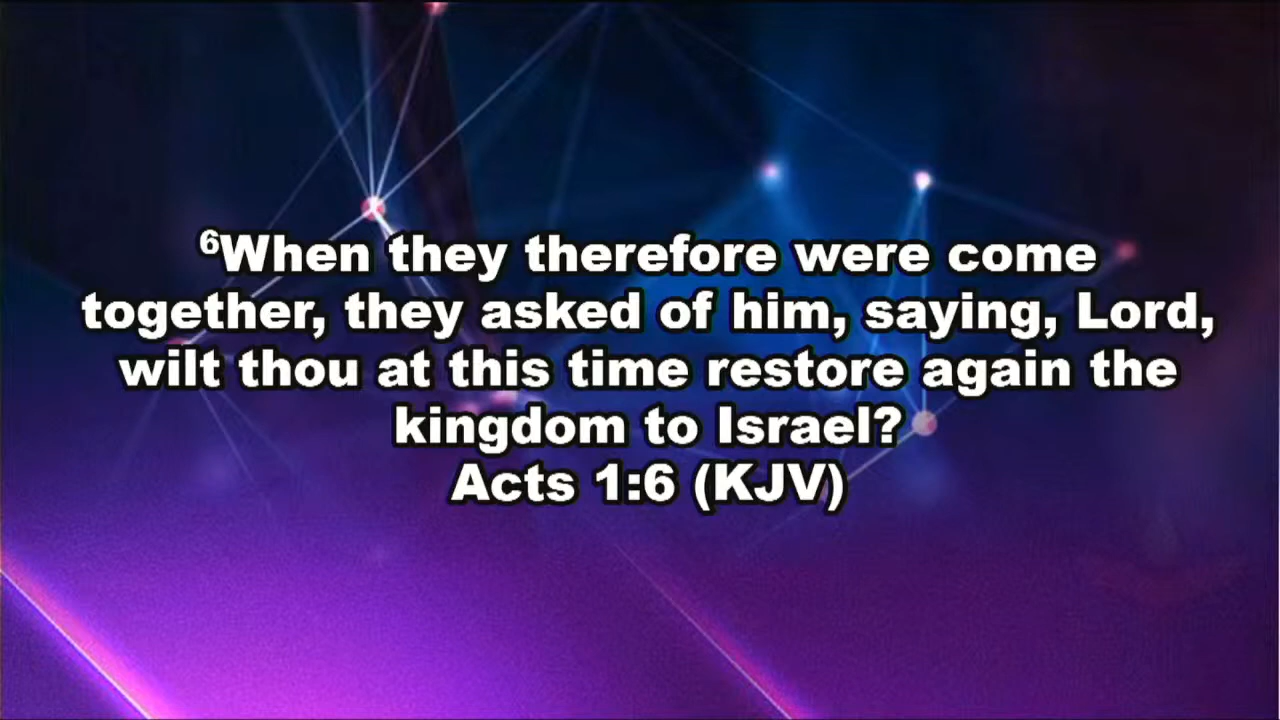 ⁶When they therefore were come
together, they asked of him, saying, Lord,
wilt thou at this time restore again the
kingdom to Israel?
Acts 1:6 (KJV)